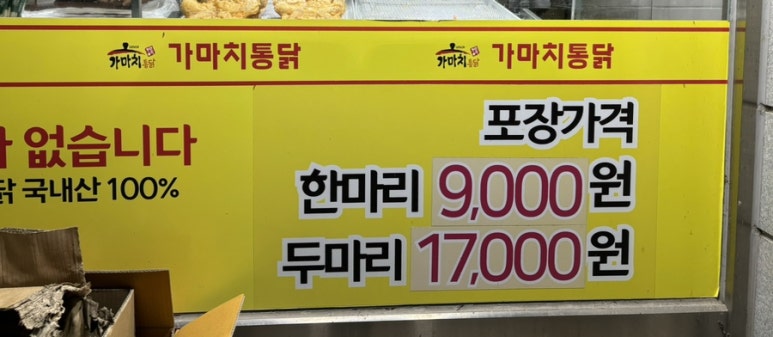 가마치통닭 가마치통닭
가마치통닭 가마치통닭
없습니다
국내산 100%
포장가격
한마리 9,000원
두마리 17,000원